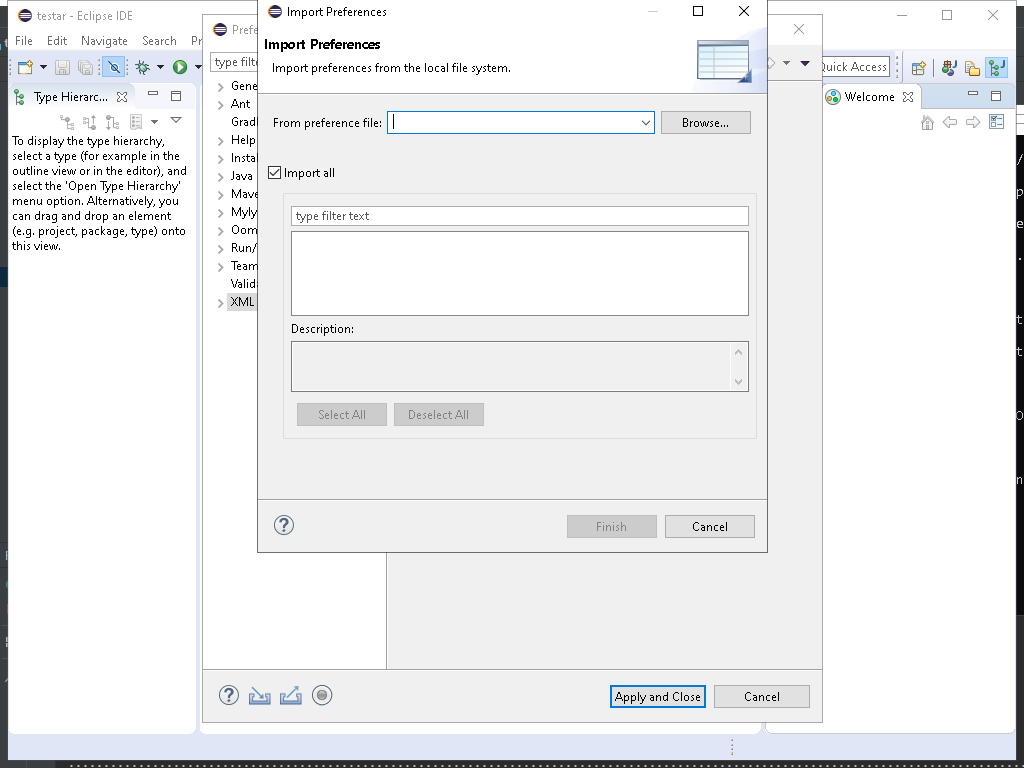 testar - Eclipse IDE
File Edit Navigate Search
Quick Access
Type Hierarc...
To display the type hierarchy,
select a type (for example in the
outline view or in the editor), and
select the 'Open Type Hierarchy'
menu option. Alternatively, you
can drag and drop an element
(e.g. project, package, type) onto
this view.
Welcome
type filte
Gene
Ant
Gradl
Help
Instal
Java
Mave
Myly
Oom
Run/
Team
Valid
XML
Import Preferences
Import Preferences
Import preferences from the local file system.
From preference file:
Browse...
Import all
type filter text
Description:
Select All
Deselect All
Finish
Cancel
Apply and Close
Cancel